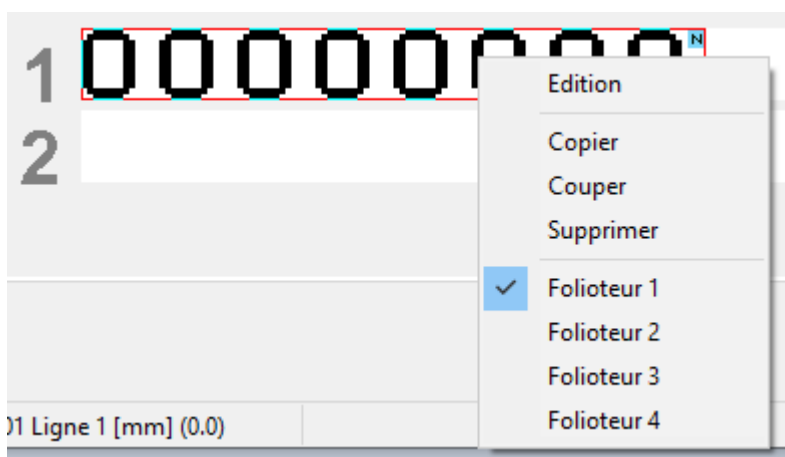 1 00000000 N
2
Edition
Copier
Couper
Supprimer
Folioteur 1
Folioteur 2
Folioteur 3
Folioteur 4
01 Ligne 1 [mm] (0.0)